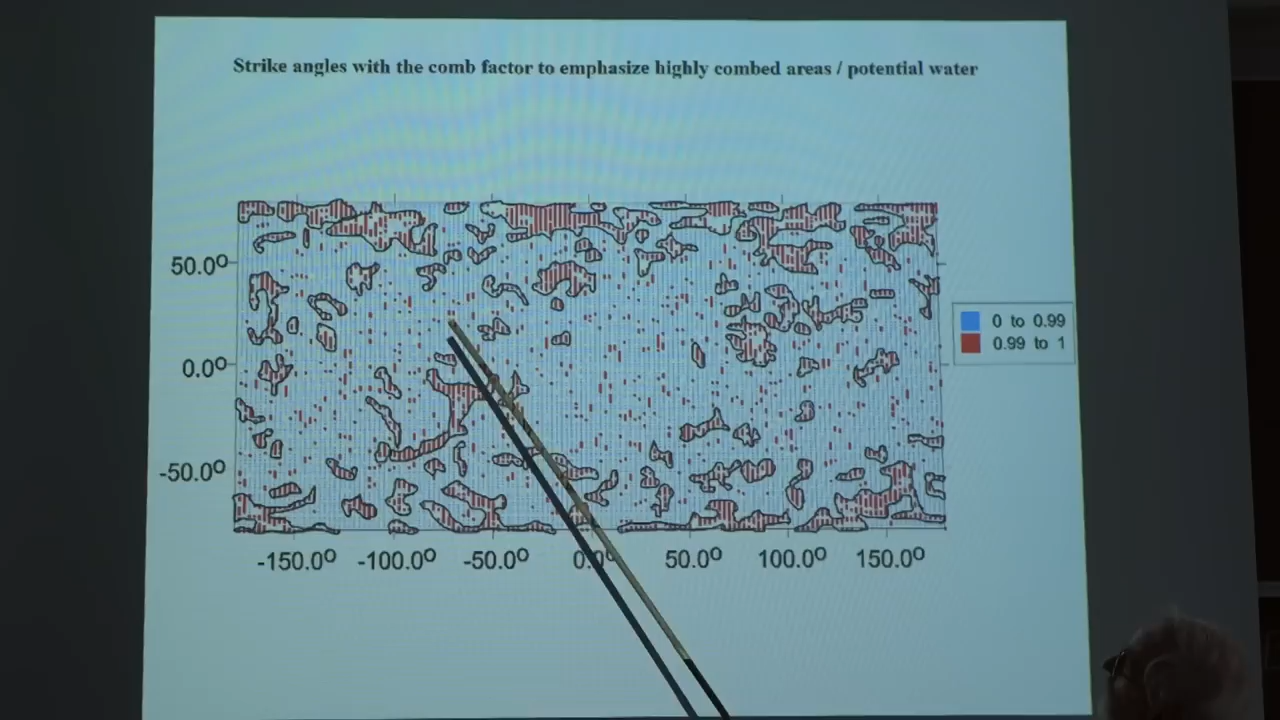 Strike angles with the comb factor to emphasize highly combed areas / potential water
50.0º
0.0º
-50.0º
-150.0º -100.0º -50.0º 0.0º 50.0º 100.0º 150.0º
0 to 0.99
0.99 to 1